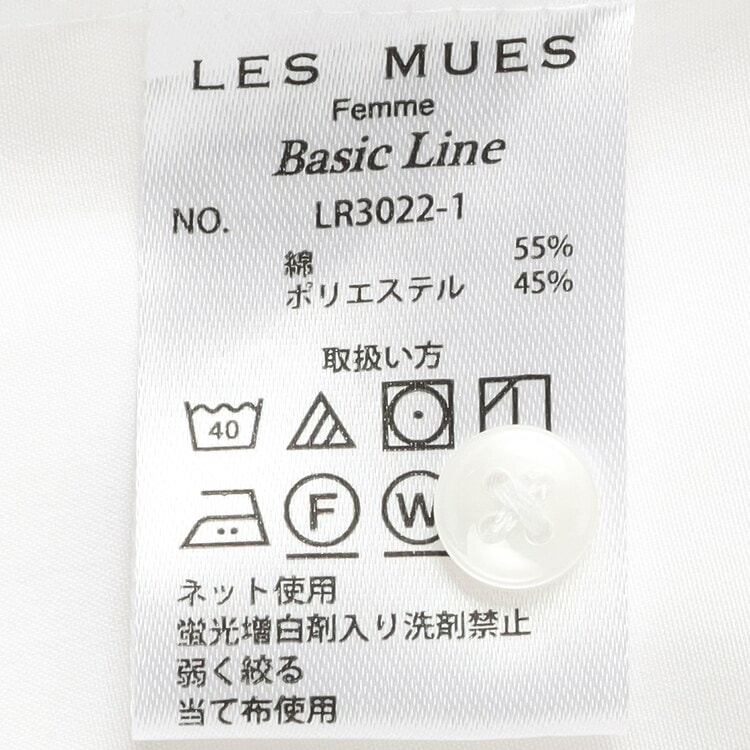 LES MUES
Femme
Basic Line
NO. LR3022-1
綿 55%
ポリエステル 45%
取扱い方
40
F W
ネット使用
蛍光増白剤入り洗剤禁止
弱く絞る
当て布使用